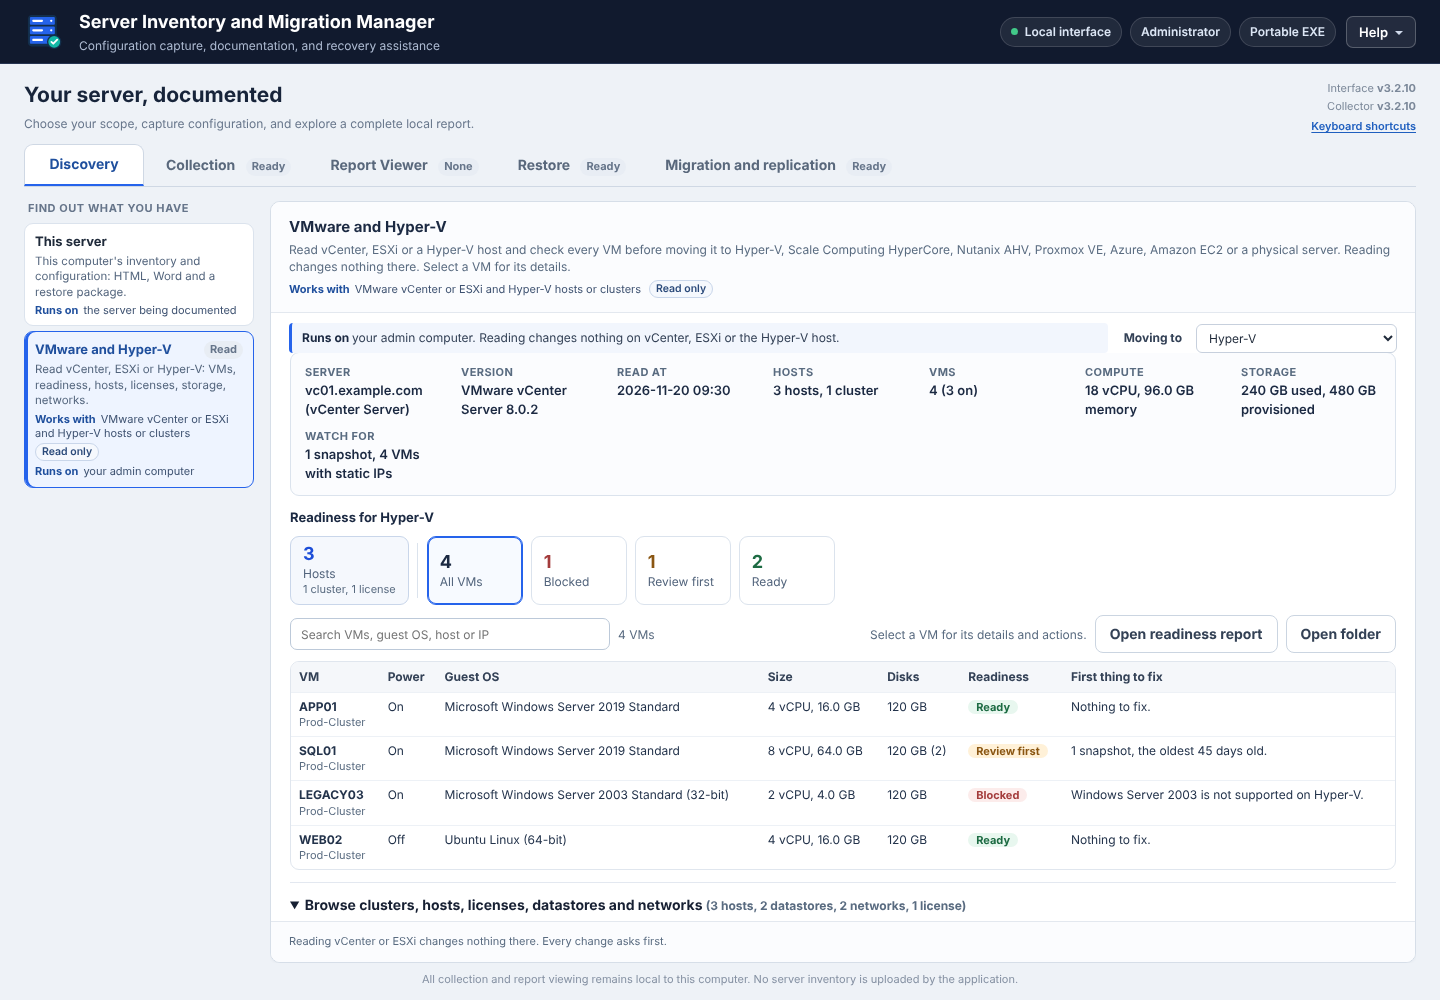 Server Inventory and Migration Manager
Configuration capture, documentation, and recovery assistance
Local interface
Administrator
Portable EXE
Help
Your server, documented
Choose your scope, capture configuration, and explore a complete local report.
Interface v3.2.10
Collector v3.2.10
Keyboard shortcuts
Discovery
Collection Ready
Report Viewer None
Restore Ready
Migration and replication Ready
FIND OUT WHAT YOU HAVE
This server
This computer's inventory and
configuration: HTML, Word and a
restore package.
Runs on the server being documented
VMware and Hyper-V Read
Read vCenter, ESXi or Hyper-V: VMs,
readiness, hosts, licenses, storage,
networks.
Works with VMware vCenter or ESXi
and Hyper-V hosts or clusters
Read only
Runs on your admin computer
VMware and Hyper-V
Read vCenter, ESXi or a Hyper-V host and check every VM before moving it to Hyper-V, Scale Computing HyperCore, Nutanix AHV, Proxmox VE, Azure, Amazon EC2 or a physical server. Reading
changes nothing there. Select a VM for its details.
Works with VMware vCenter or ESXi and Hyper-V hosts or clusters Read only
Runs on your admin computer. Reading changes nothing on vCenter, ESXi or the Hyper-V host.
Moving to Hyper-V
SERVER
vc01.example.com
(vCenter Server)
VERSION
VMware vCenter
Server 8.0.2
READ AT
2026-11-20 09:30
HOSTS
3 hosts, 1 cluster
VMS
4 (3 on)
COMPUTE
18 vCPU, 96.0 GB
memory
STORAGE
240 GB used, 480 GB
provisioned
WATCH FOR
1 snapshot, 4 VMs
with static IPs
Readiness for Hyper-V
3
Hosts
1 cluster, 1 license
4
All VMs
1
Blocked
1
Review first
2
Ready
Search VMs, guest OS, host or IP
4 VMs
Select a VM for its details and actions.
Open readiness report
Open folder
VM Power Guest OS Size Disks Readiness First thing to fix
APP01 On Microsoft Windows Server 2019 Standard 4 vCPU, 16.0 GB 120 GB Ready Nothing to fix.
Prod-Cluster
SQL01 On Microsoft Windows Server 2019 Standard 8 vCPU, 64.0 GB 120 GB (2) Review first 1 snapshot, the oldest 45 days old.
Prod-Cluster
LEGACY03 On Microsoft Windows Server 2003 Standard (32-bit) 2 vCPU, 4.0 GB 120 GB Blocked Windows Server 2003 is not supported on Hyper-V.
Prod-Cluster
WEB02 Off Ubuntu Linux (64-bit) 4 vCPU, 16.0 GB 120 GB Ready Nothing to fix.
Prod-Cluster
▼ Browse clusters, hosts, licenses, datastores and networks (3 hosts, 2 datastores, 2 networks, 1 license)
Reading vCenter or ESXi changes nothing there. Every change asks first.
All collection and report viewing remains local to this computer. No server inventory is uploaded by the application.